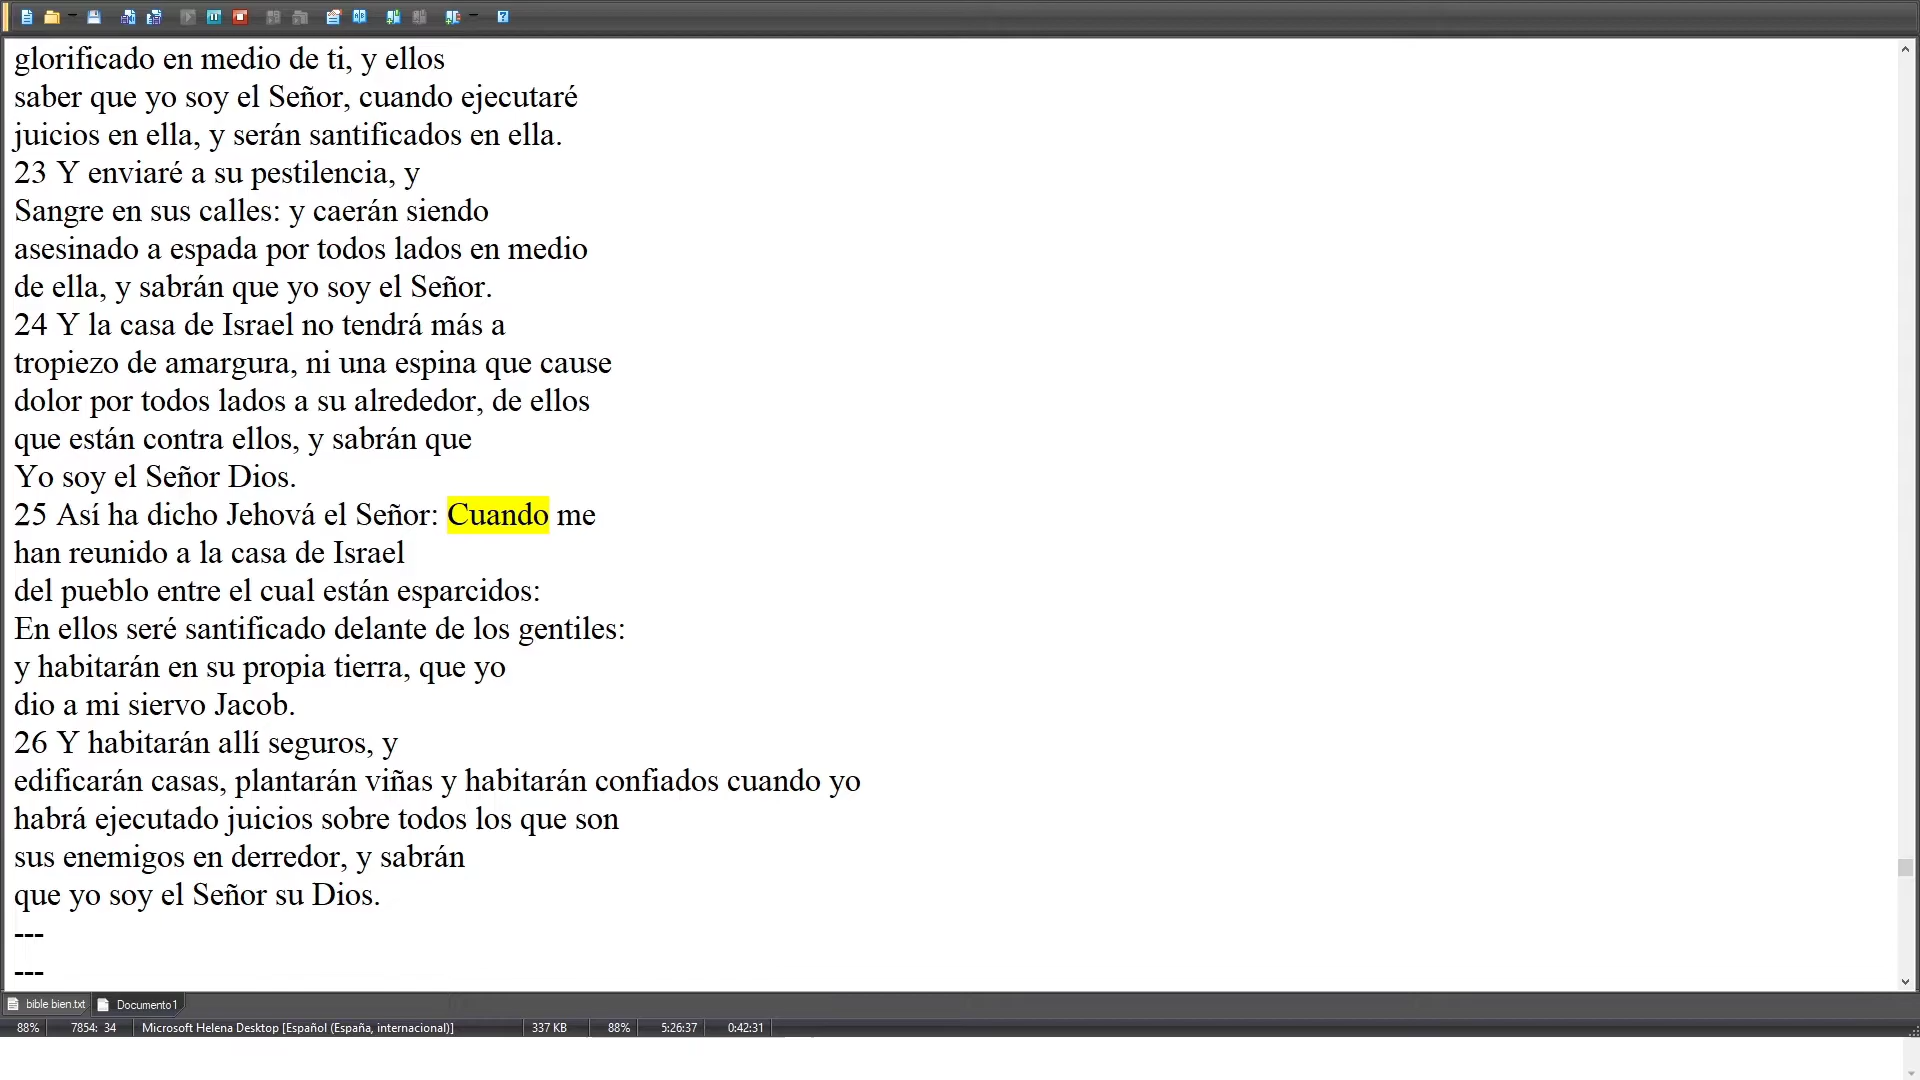 glorificado en medio de ti, y ellos
saber que yo soy el Señor, cuando ejecutaré
juicios en ella, y serán santificados en ella.
23 Y enviaré a su pestilencia, y
Sangre en sus calles: y caerán siendo
asesinado a espada por todos lados en medio
de ella, y sabrán que yo soy el Señor.
24 Y la casa de Israel no tendrá más a
tropiezo de amargura, ni una espina que cause
dolor por todos lados a su alrededor, de ellos
que están contra ellos, y sabrán que
Yo soy el Señor Dios.
25 Así ha dicho Jehová el Señor: Cuando me
han reunido a la casa de Israel
del pueblo entre el cual están esparcidos:
En ellos seré santificado delante de los gentiles:
y habitarán en su propia tierra, que yo
dio a mi siervo Jacob.
26 Y habitarán allí seguros, y
edificarán casas, plantarán viñas y habitarán confiados cuando yo
habrá ejecutado juicios sobre todos los que son
sus enemigos en derredor, y sabrán
que yo soy el Señor su Dios.
---
---
bible bien.txt Documento1
88% 7854: 34 Microsoft Helena Desktop [Español (España, internacional)] 337 KB 88% 5:26:37 0:42:31